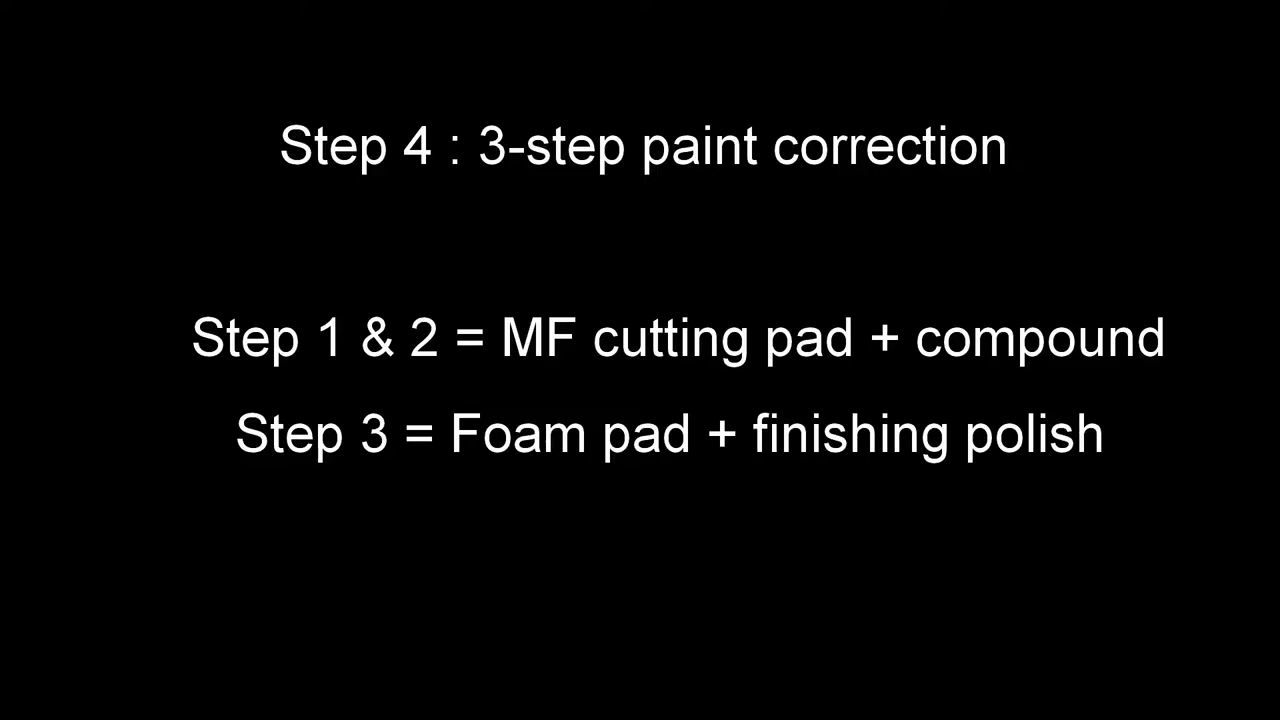 Step 4 : 3-step paint correction
Step 1 & 2 = MF cutting pad + compound
Step 3 = Foam pad + finishing polish